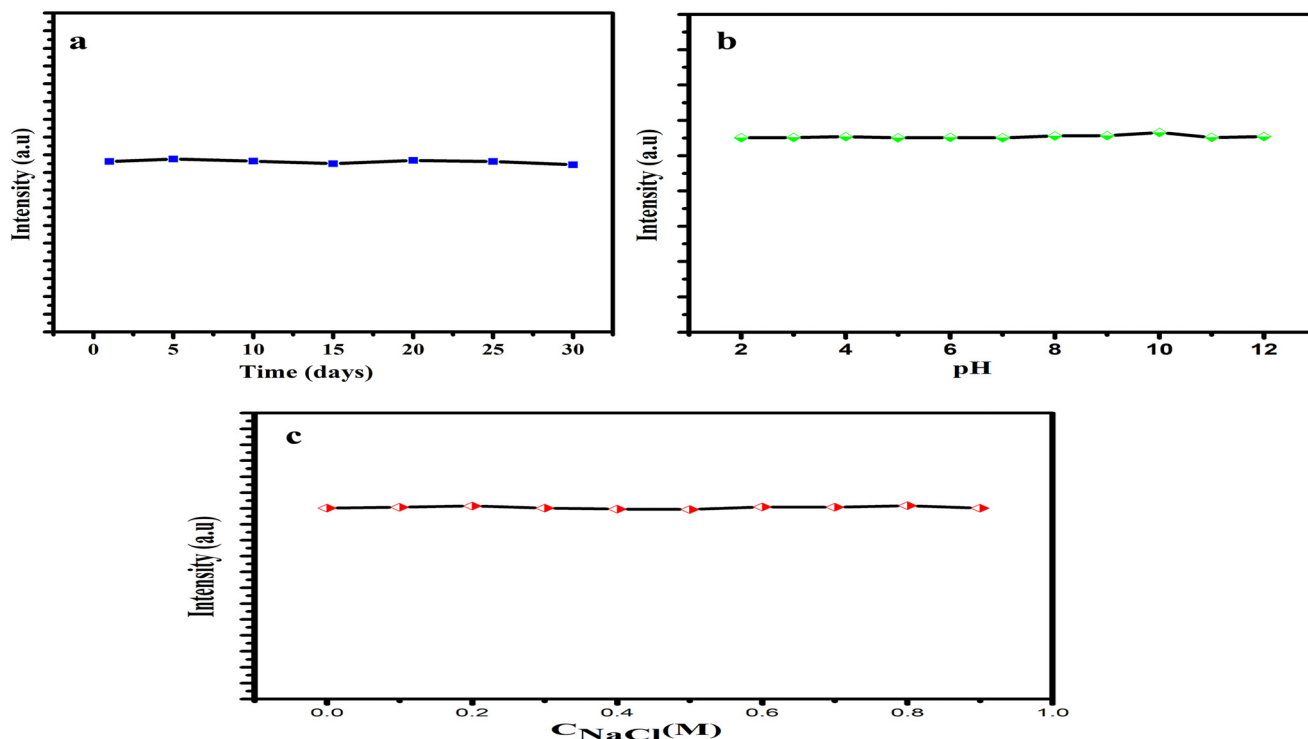 a
Intensity (a.u)
0 5 10 15 20 25 30
Time (days)
b
Intensity (a.u)
2 4 6 8 10 12
pH
c
Intensity (a.u)
0.0 0.2 0.4 0.6 0.8 1.0
C NaCl (M)